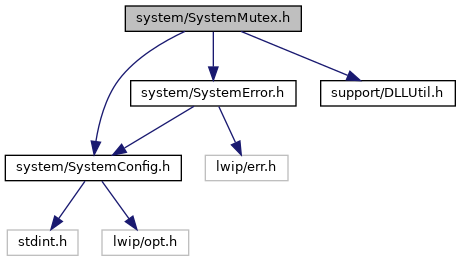 system/SystemMutex.h
system/SystemError.h
support/DLLUtil.h
system/SystemConfig.h
lwip/err.h
stdint.h
lwip/opt.h